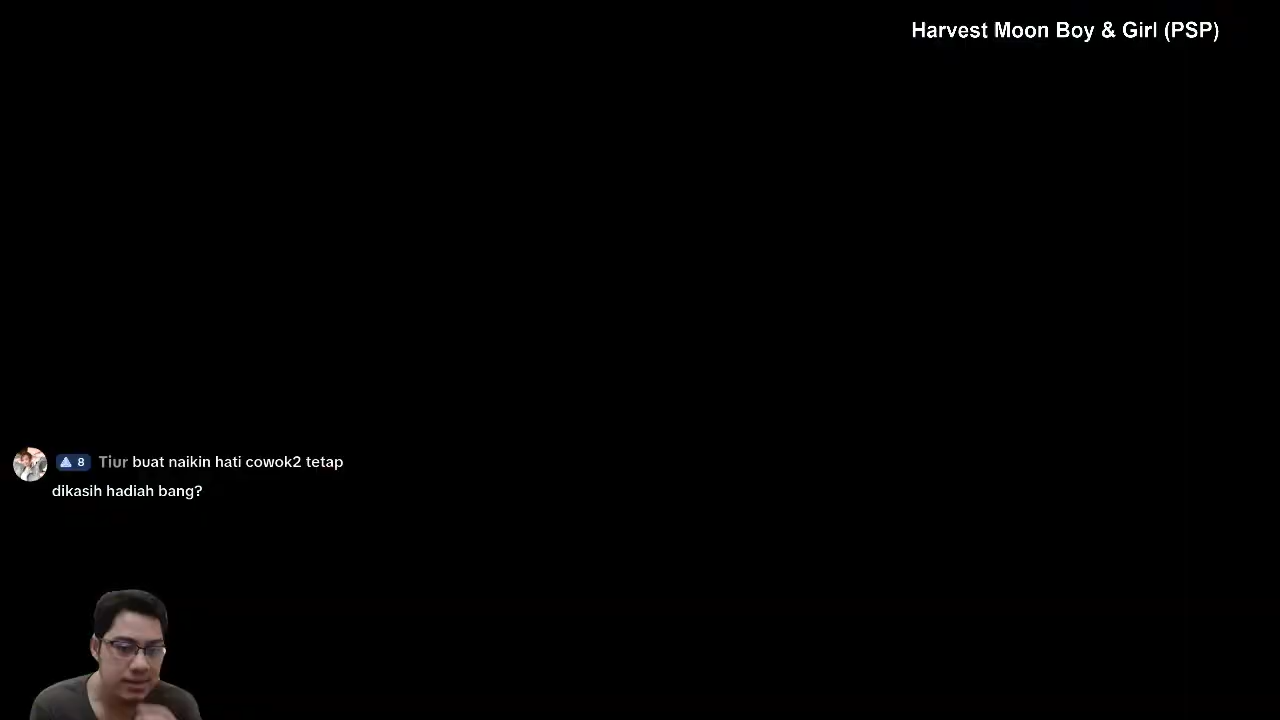 Harvest Moon Boy & Girl (PSP)
8 Tiur buat naikin hati cowok2 tetap
dikasih hadiah bang?